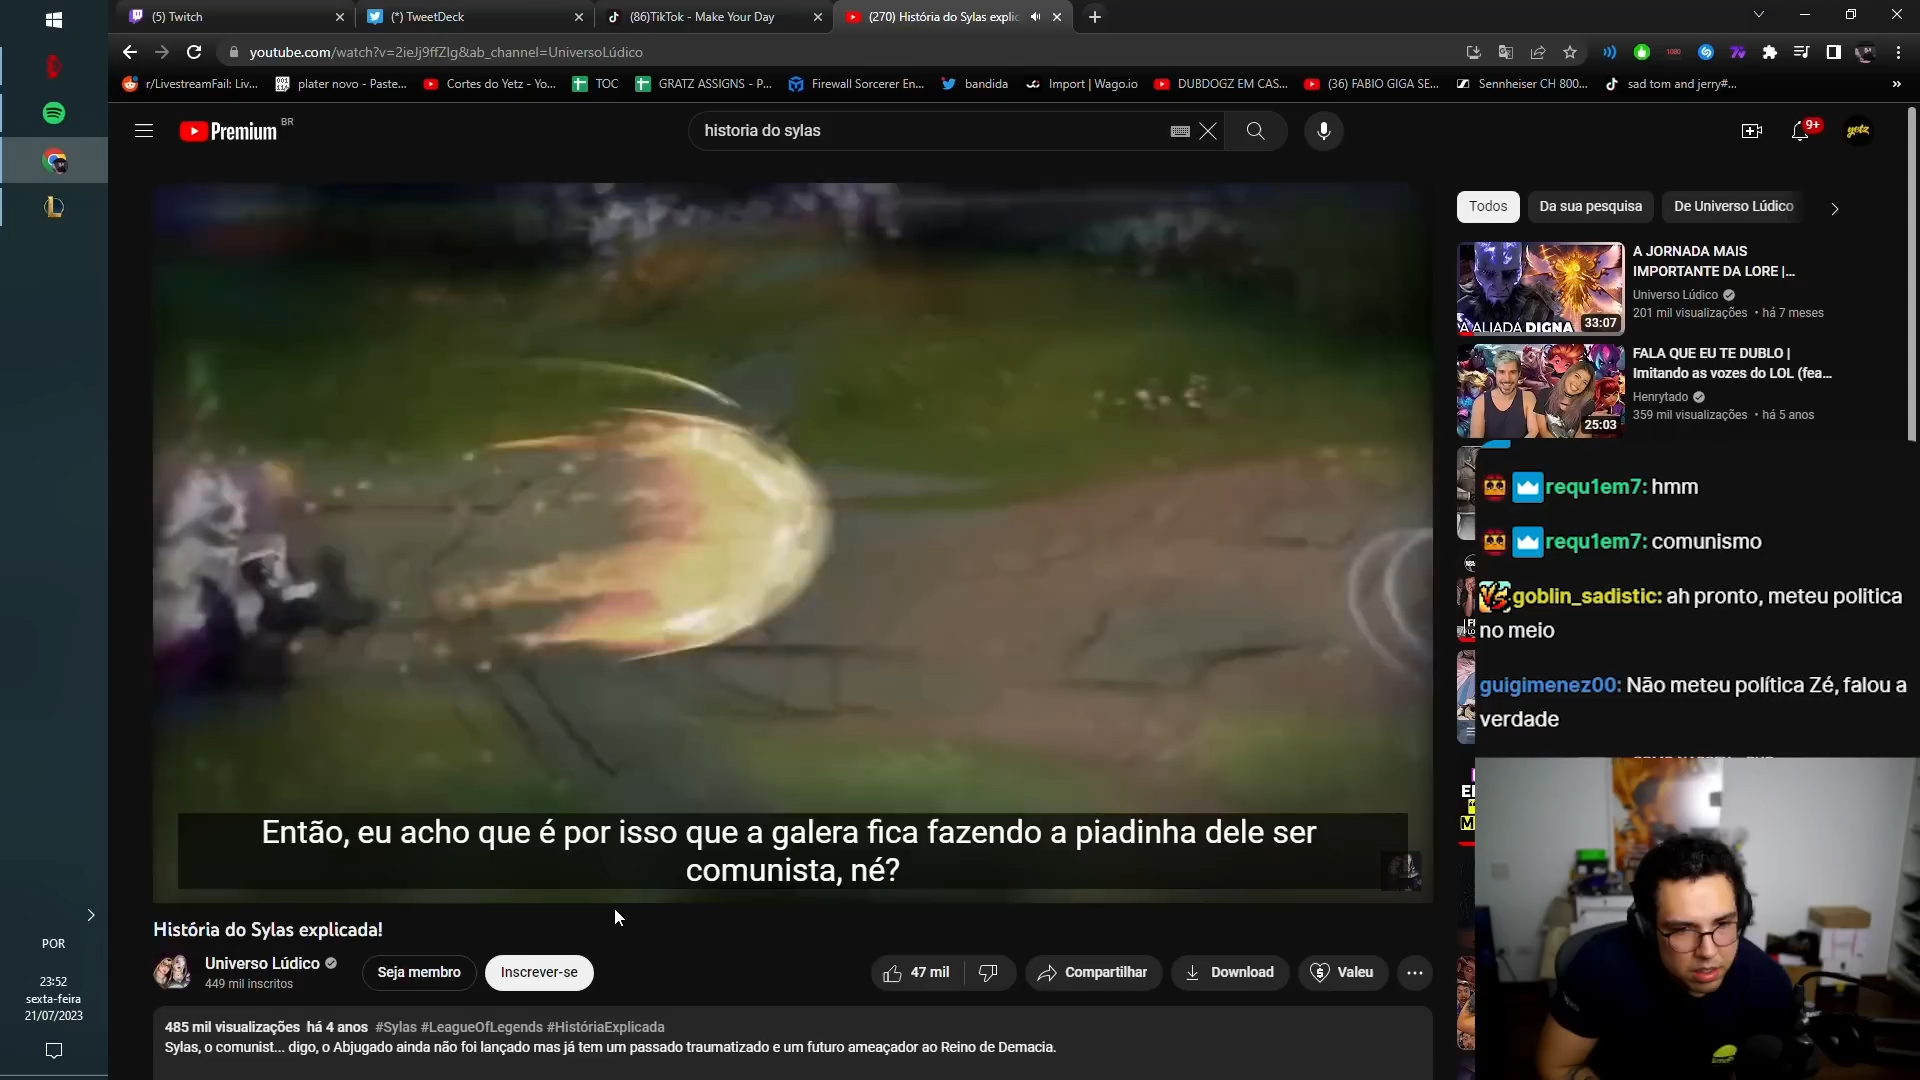 (5) Twitch
(*) TweetDeck
(86)TikTok - Make Your Day
(270) História do Sylas explic
youtube.com/watch?v=2ieJj9ffZIg&ab_channel=UniversoLúdico
r/LivestreamFail: Liv...
plater novo - Paste...
Cortes do Yetz - Yo...
TOC
GRATZ ASSIGNS - P...
Firewall Sorcerer En...
bandida
Import | Wago.io
DUBDOGZ EM CAS...
(36) FABIO GIGA SE...
Sennheiser CH 800...
sad tom and jerry#...
Premium BR
historia do sylas
9+
yetz
Todos
Da sua pesquisa
De Universo Lúdico
A JORNADA MAIS
IMPORTANTE DA LORE |...
Universo Lúdico
201 mil visualizações • há 7 meses
A ALIADA DIGNA
33:07
FALA QUE EU TE DUBLO |
Imitando as vozes do LOL (fea...
Henrytado
359 mil visualizações • há 5 anos
25:03
requ1em7: hmm
requ1em7: comunismo
goblin_sadistic: ah pronto, meteu politica
no meio
guigimenez00: Não meteu política Zé, falou a
verdade
Então, eu acho que é por isso que a galera fica fazendo a piadinha dele ser
comunista, né?
História do Sylas explicada!
Universo Lúdico
449 mil inscritos
Seja membro
Inscrever-se
47 mil
Compartilhar
Download
Valeu
485 mil visualizações há 4 anos #Sylas #LeagueOfLegends #HistóriaExplicada
Sylas, o comunist... digo, o Abjugado ainda não foi lançado mas já tem um passado traumatizado e um futuro ameaçador ao Reino de Demacia.
POR
23:52
sexta-feira
21/07/2023